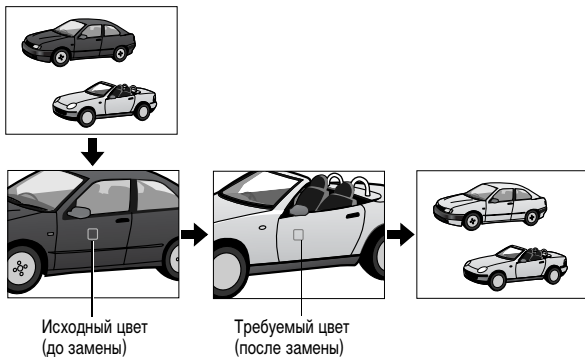 Исходный цвет
(до замены)
Требуемый цвет
(после замены)